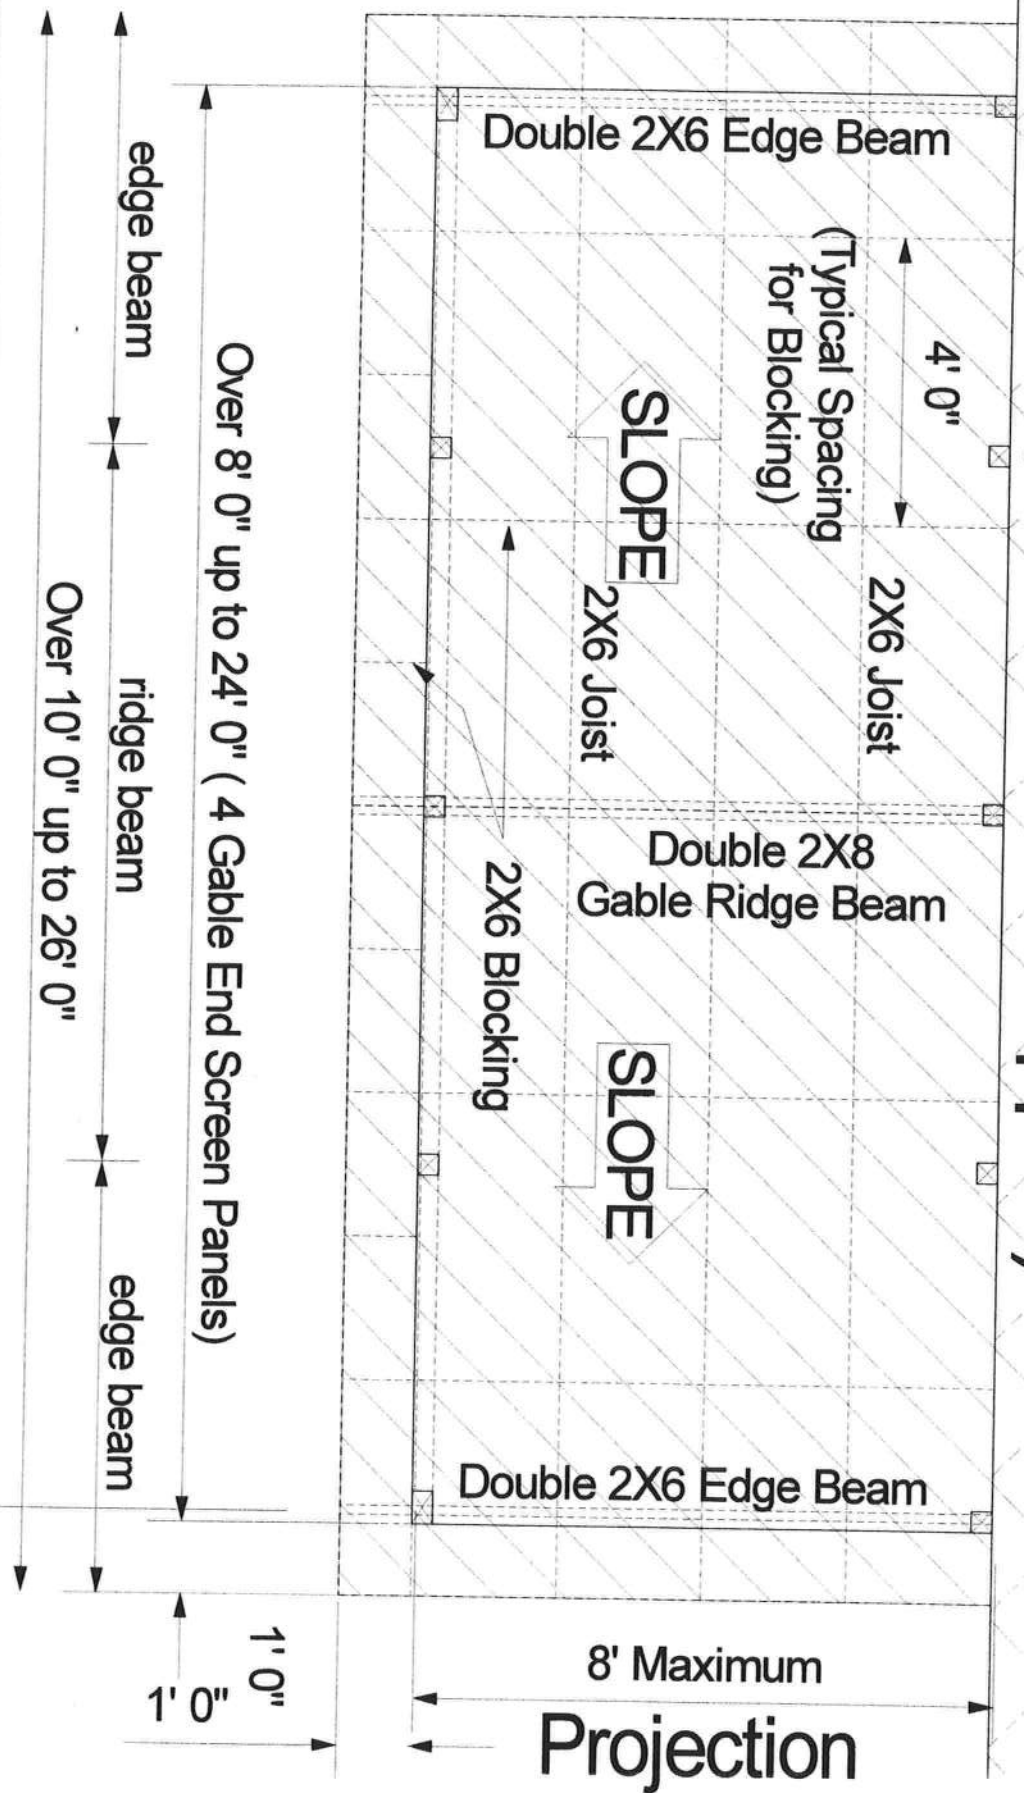 Double 2X6 Edge Beam
(Typical Spacing
for Blocking)
4' 0"
2X6 Joist
2X6 Joist
SLOPE
Double 2X8
Gable Ridge Beam
2X6 Blocking
SLOPE
Double 2X6 Edge Beam
edge beam
ridge beam
edge beam
Over 8' 0" up to 24' 0" ( 4 Gable End Screen Panels)
Over 10' 0" up to 26' 0"
1' 0"
1' 0"
8' Maximum
Projection